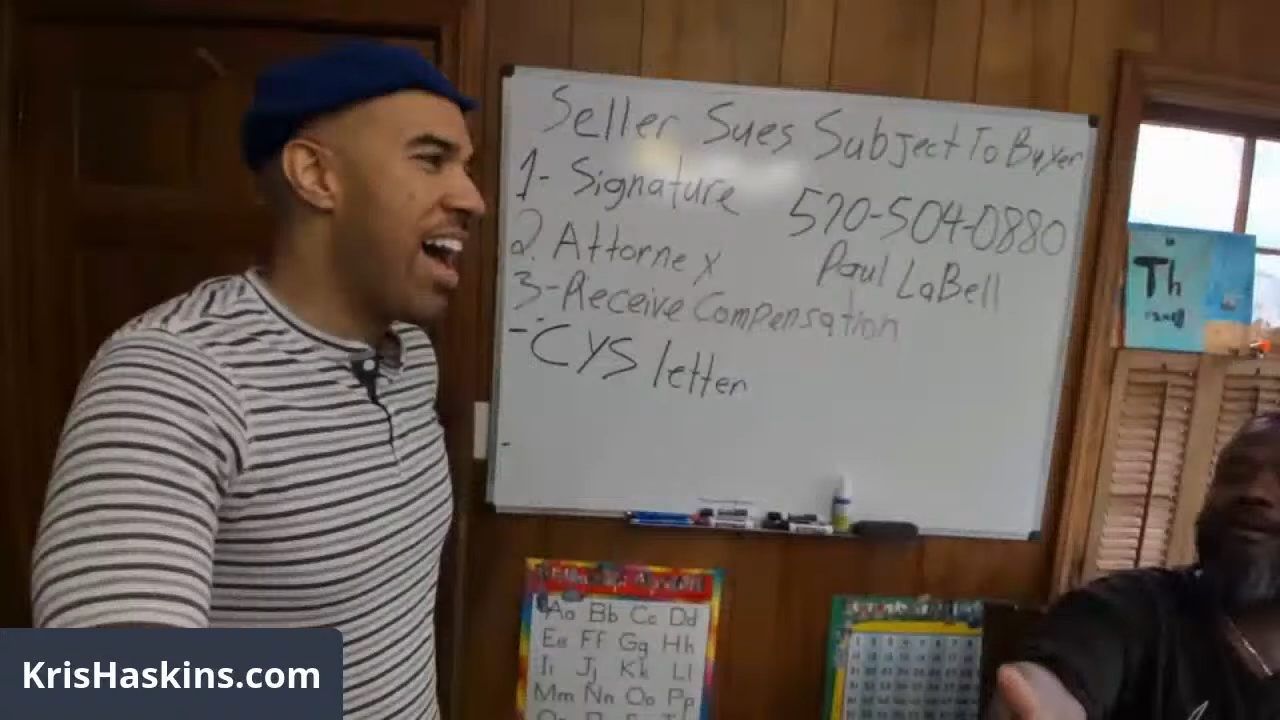 Seller Sues Subject To Buyer
1- Signature
2. Attorney
3- Receive Compensation
- CYS letter
570-504-0880
Paul LaBell
Th
Aa Bb Cc Dd
Ee Ff Gg Hh
Ii Jj Kk Ll
Mm Nn Oo Pp
KrisHaskins.com